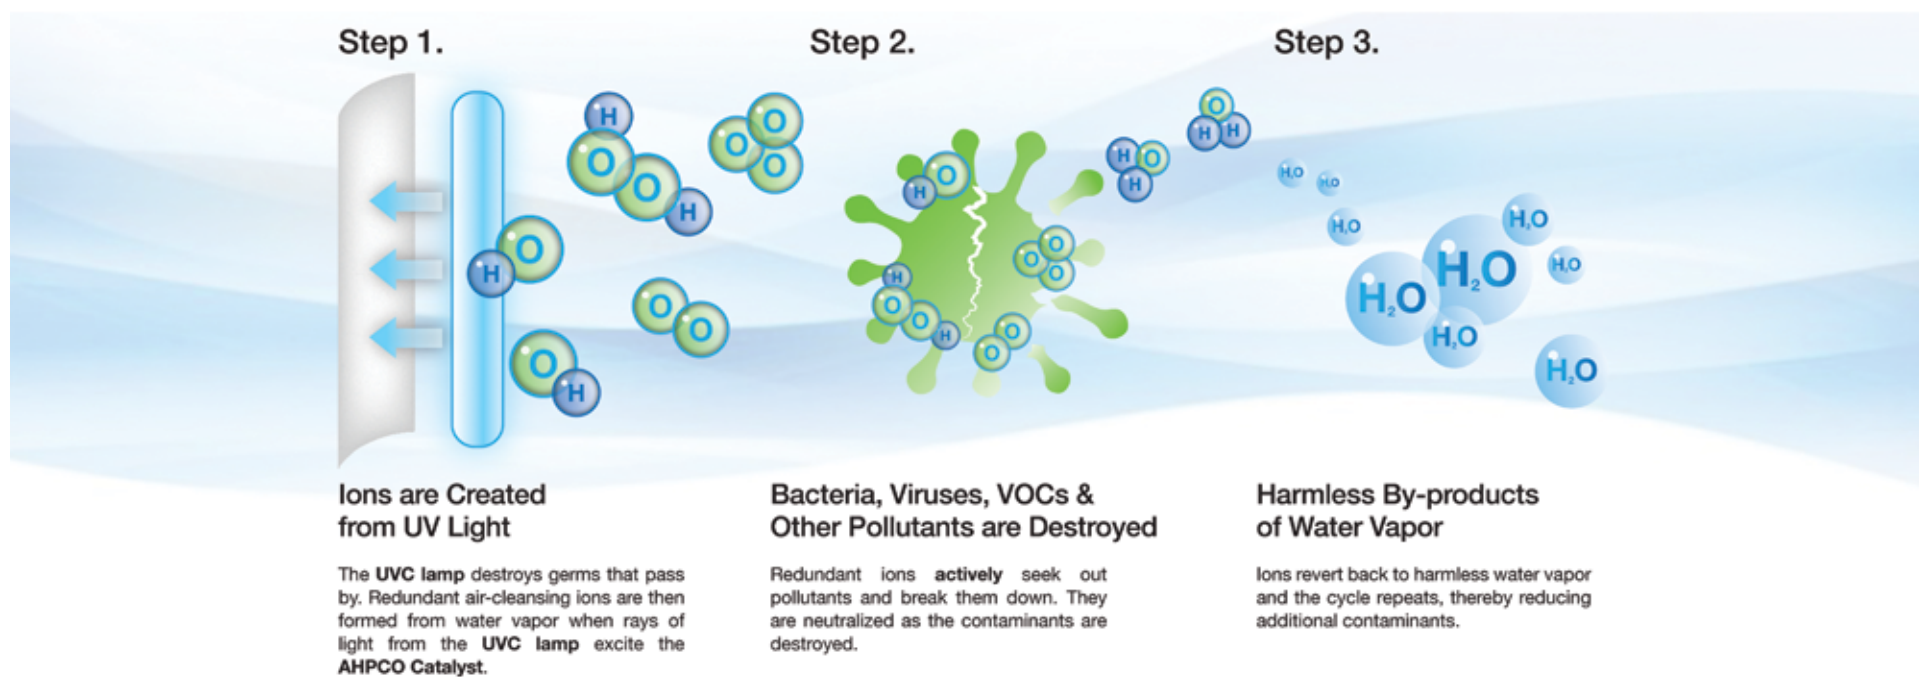 Step 1.
Step 2.
Step 3.
H
O
O
H
O
O
O
O
H
O
O
O
H
O
H
H
O
O
H
O
O
O
O
O
H
O
H
O
H
H
H₂O
H₂O
H₂O
H₂O
H₂O
H₂O
H₂O
H₂O
H₂O
Ions are Created
from UV Light
The UVC lamp destroys germs that pass
by. Redundant air-cleansing ions are then
formed from water vapor when rays of
light from the UVC lamp excite the
AHPCO Catalyst.
Bacteria, Viruses, VOCs &
Other Pollutants are Destroyed
Redundant ions actively seek out
pollutants and break them down. They
are neutralized as the contaminants are
destroyed.
Harmless By-products
of Water Vapor
Ions revert back to harmless water vapor
and the cycle repeats, thereby reducing
additional contaminants.